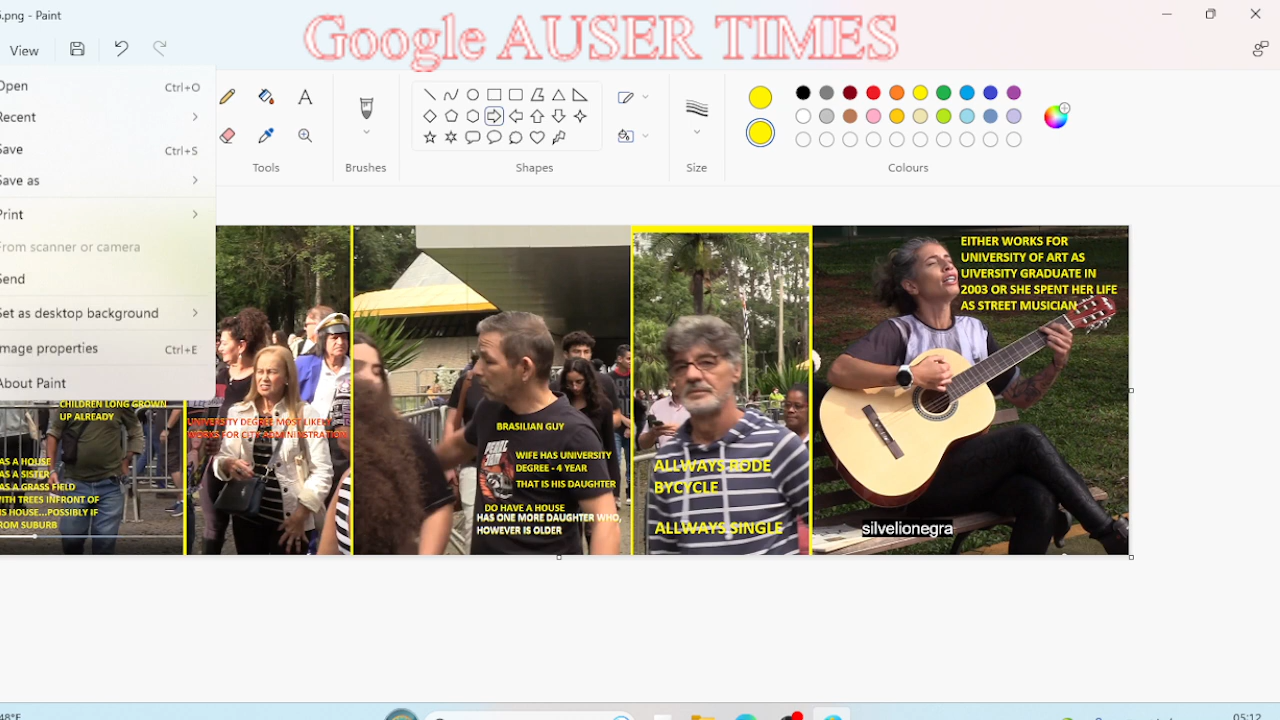 5.png - Paint
Google AUSER TIMES
View
Open Ctrl+O
Recent
Save Ctrl+S
Save as
Print
From scanner or camera
Send
Set as desktop background
Image properties Ctrl+E
About Paint
Tools
Brushes
Shapes
Size
Colours
CHILDREN LONG GROWN
UP ALREADY
AS A HOUSE
AS A SISTER
AS A GRASS FIELD
WITH TREES INFRONT OF
IS HOUSE...POSSIBLY IF
ROM SUBURB
UNIVERSITY DEGREE MOST LIKELY
WORKS FOR CITY ADMINISTRATION
BRASILIAN GUY
WIFE HAS UNIVERSITY
DEGREE - 4 YEAR
THAT IS HIS DAUGHTER
DO HAVE A HOUSE
HAS ONE MORE DAUGHTER WHO,
HOWEVER IS OLDER
ALLWAYS RODE
BYCYCLE
ALLWAYS SINGLE
EITHER WORKS FOR
UNIVERSITY OF ART AS
UIVERSITY GRADUATE IN
2003 OR SHE SPENT HER LIFE
AS STREET MUSICIAN
silvelionegra
48°F
05:12